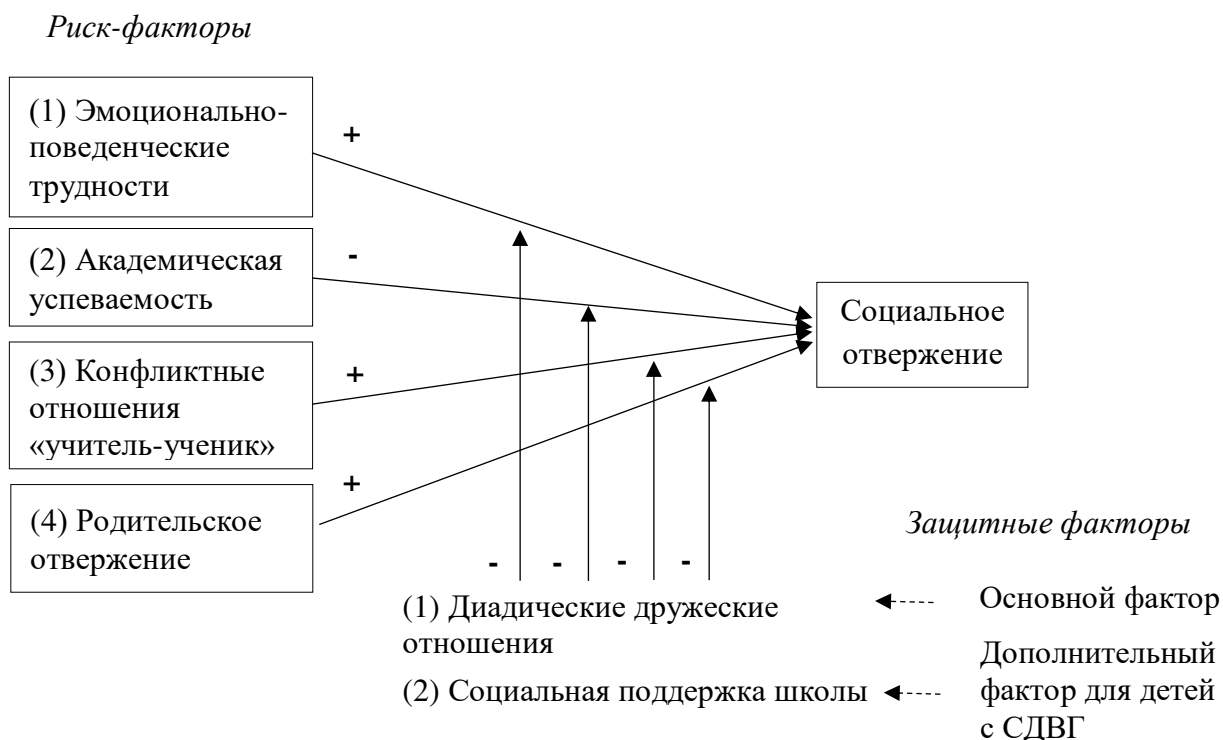 Риск-факторы
(1) Эмоционально-
поведенческие
трудности
+
(2) Академическая
успеваемость
-
(3) Конфликтные
отношения
«учитель-ученик»
+
(4) Родительское
отвержение
+
Социальное
отвержение
Защитные факторы
- - - -
(1) Диадические дружеские
отношения
Основной фактор
(2) Социальная поддержка школы
Дополнительный
фактор для детей
с СДВГ